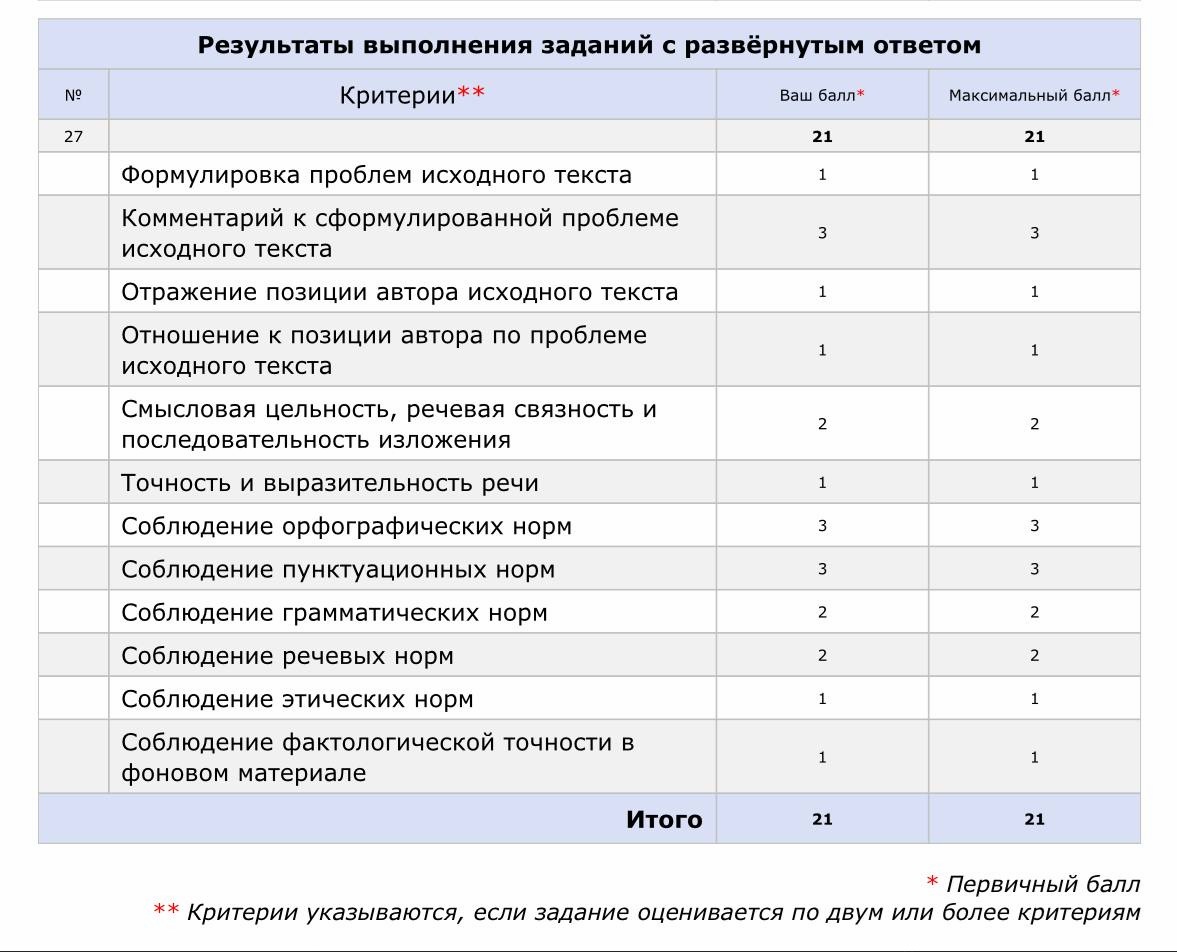 Результаты выполнения заданий с развёрнутым ответом
№ Критерии** Ваш балл* Максимальный балл*
27 21 21
Формулировка проблем исходного текста 1 1
Комментарий к сформулированной проблеме
исходного текста 3 3
Отражение позиции автора исходного текста 1 1
Отношение к позиции автора по проблеме
исходного текста 1 1
Смысловая цельность, речевая связность и
последовательность изложения 2 2
Точность и выразительность речи 1 1
Соблюдение орфографических норм 3 3
Соблюдение пунктуационных норм 3 3
Соблюдение грамматических норм 2 2
Соблюдение речевых норм 2 2
Соблюдение этических норм 1 1
Соблюдение фактологической точности в
фоновом материале 1 1
Итого 21 21
* Первичный балл
** Критерии указываются, если задание оценивается по двум или более критериям